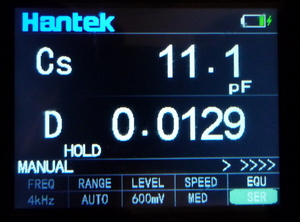 Hantek
Cs 11.1 pF
D 0.0129
HOLD
MANUAL > >>>>
FREQ RANGE LEVEL SPEED EQU
4kHz AUTO 600mV MED SER